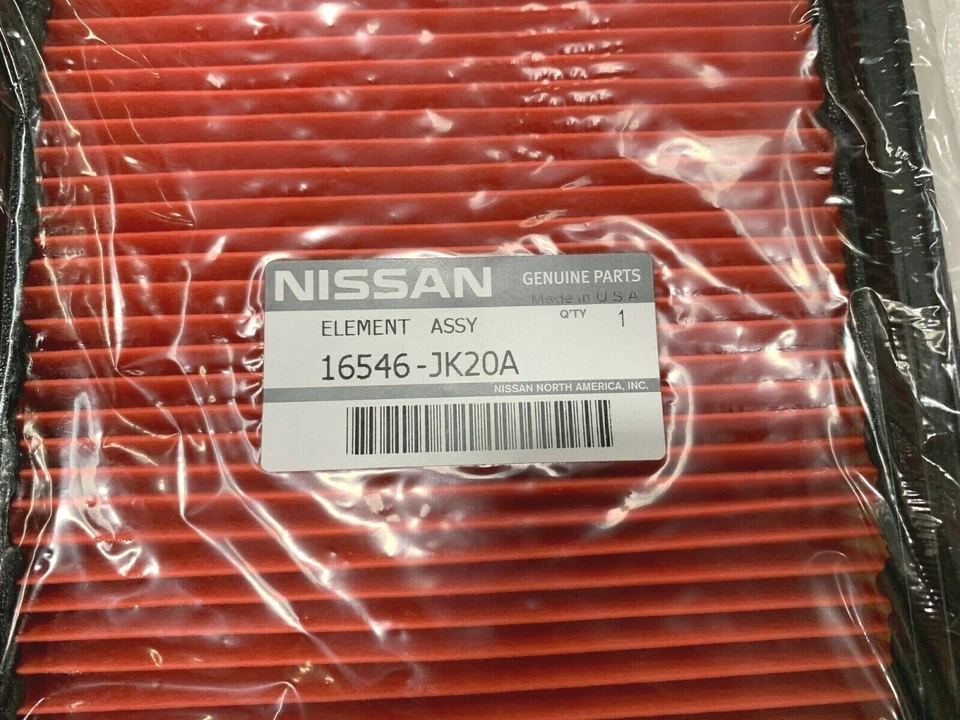 NISSAN GENUINE PARTS
Made in U.S.A
ELEMENT ASSY Q'TY 1
16546-JK20A
NISSAN NORTH AMERICA, INC.